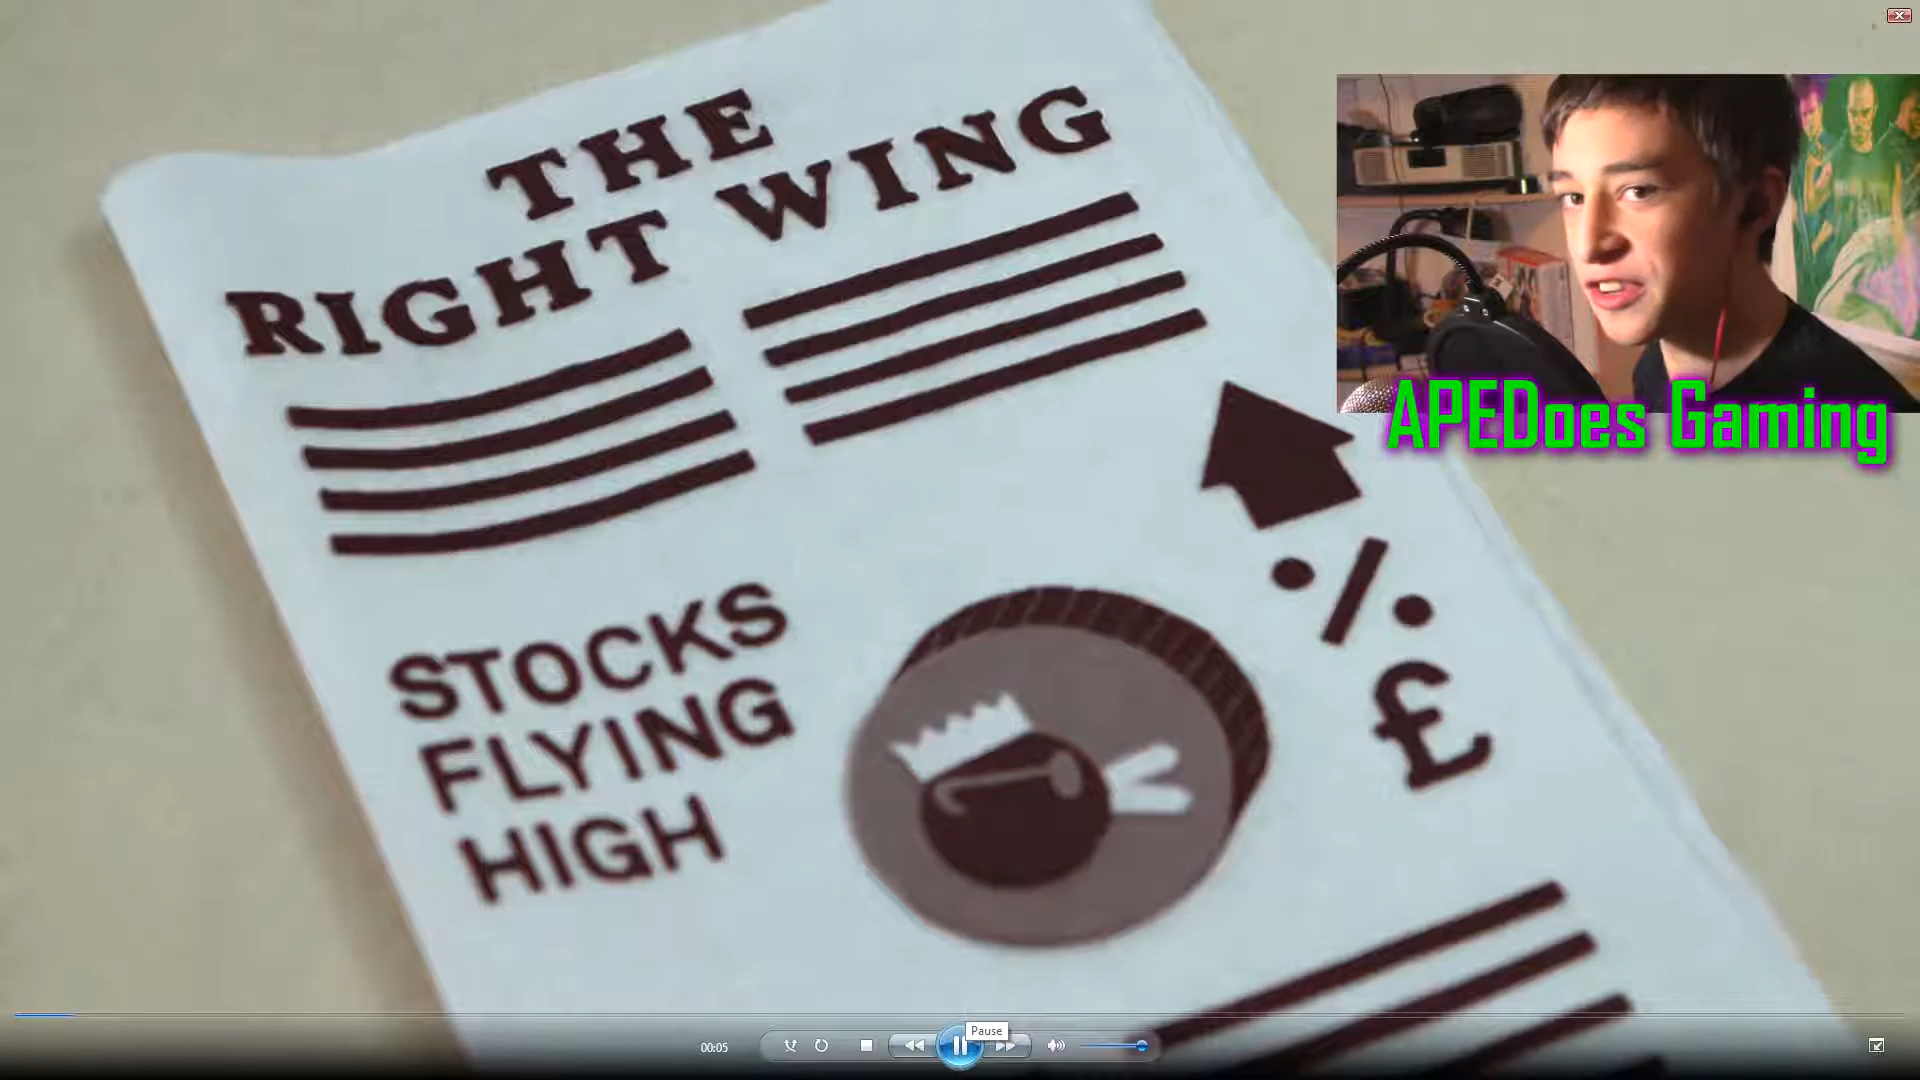 THE
RIGHT WING
STOCKS
FLYING
HIGH
% £
APEDoes Gaming
Pause
00:05